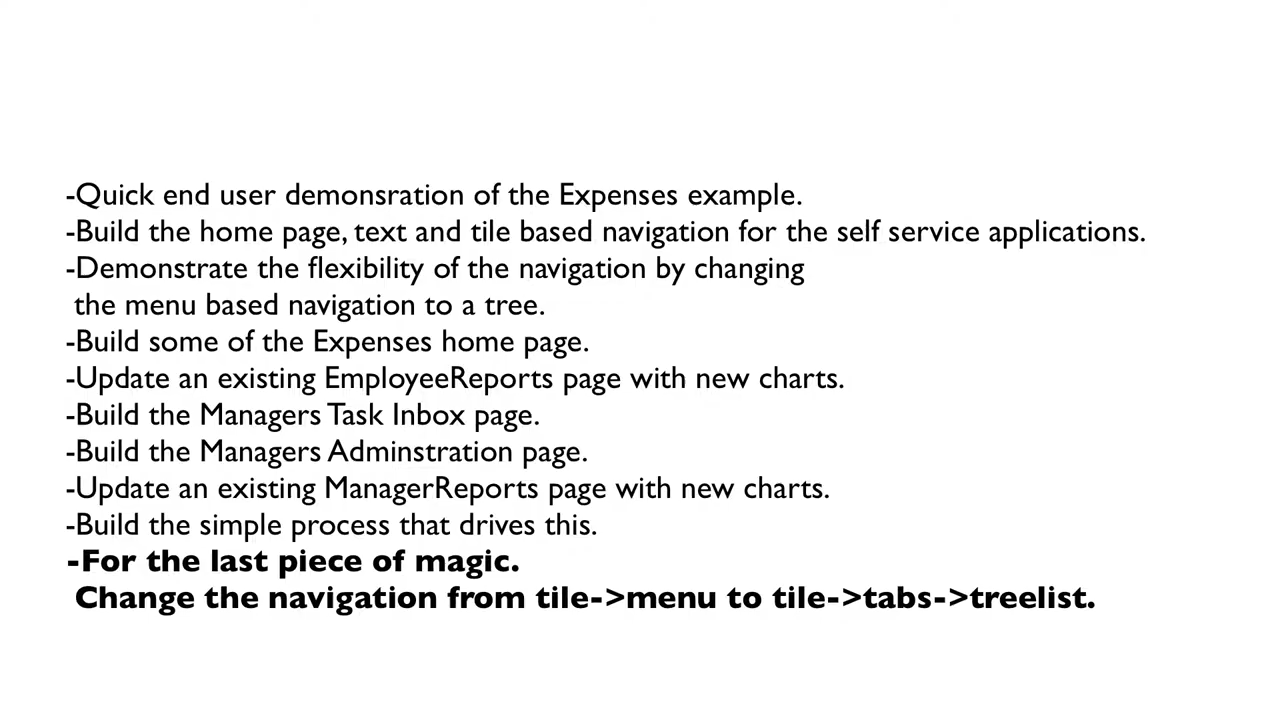 -Quick end user demonsration of the Expenses example.
-Build the home page, text and tile based navigation for the self service applications.
-Demonstrate the flexibility of the navigation by changing
the menu based navigation to a tree.
-Build some of the Expenses home page.
-Update an existing EmployeeReports page with new charts.
-Build the Managers Task Inbox page.
-Build the Managers Adminstration page.
-Update an existing ManagerReports page with new charts.
-Build the simple process that drives this.
-For the last piece of magic.
Change the navigation from tile->menu to tile->tabs->treelist.